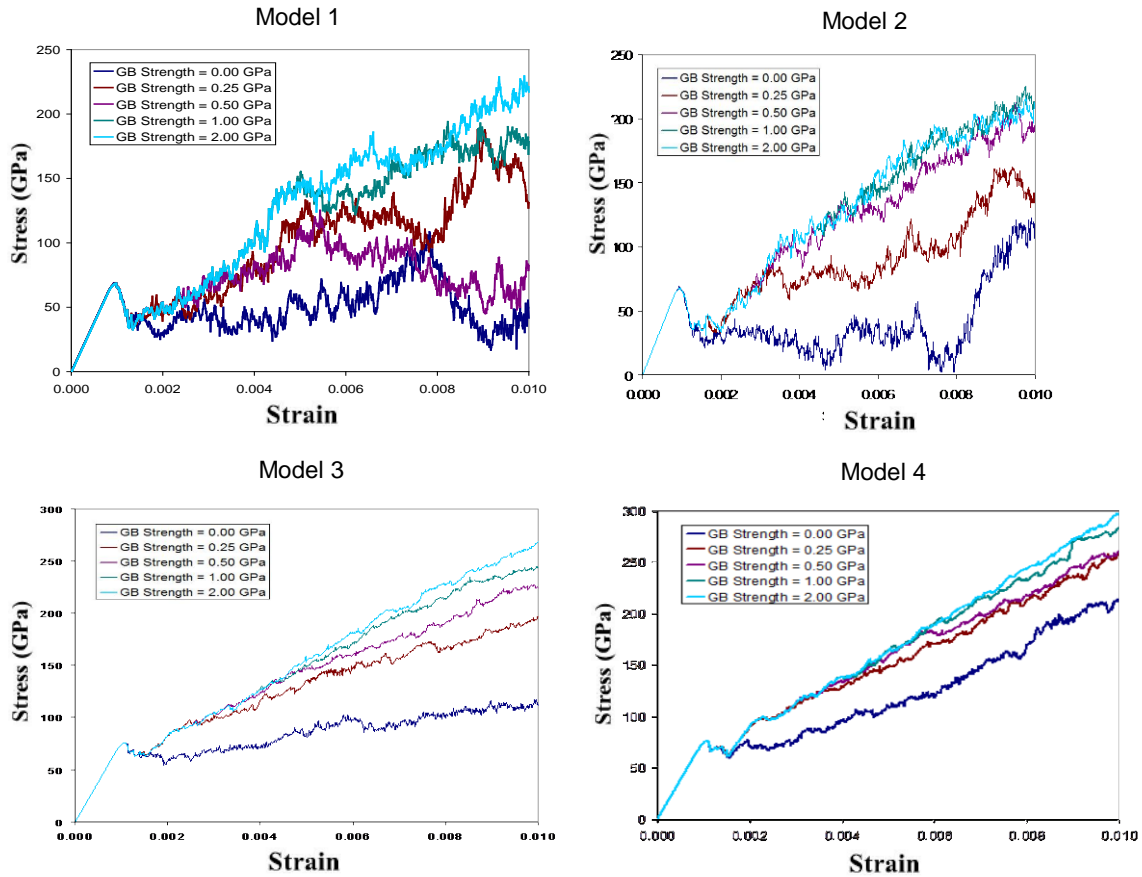 Model 1
250
200
150
100
50
0
Stress (GPa)
GB Strength = 0.00 GPa
GB Strength = 0.25 GPa
GB Strength = 0.50 GPa
GB Strength = 1.00 GPa
GB Strength = 2.00 GPa
0.000 0.002 0.004 0.006 0.008 0.010
Strain
Model 2
250
200
150
100
50
0
Stress (GPa)
GB Strength = 0.00 GPa
GB Strength = 0.25 GPa
GB Strength = 0.50 GPa
GB Strength = 1.00 GPa
GB Strength = 2.00 GPa
0.000 0.002 0.004 0.006 0.008 0.010
: Strain
Model 3
300
250
200
150
100
50
0
Stress (GPa)
GB Strength = 0.00 GPa
GB Strength = 0.25 GPa
GB Strength = 0.50 GPa
GB Strength = 1.00 GPa
GB Strength = 2.00 GPa
0.000 0.002 0.004 0.006 0.008 0.010
Strain
Model 4
300
250
200
150
100
50
0
Stress (GPa)
GB Strength = 0.00 GPa
GB Strength = 0.25 GPa
GB Strength = 0.50 GPa
GB Strength = 1.00 GPa
GB Strength = 2.00 GPa
0.000 0.002 0.004 0.006 0.008 0.010
Strain